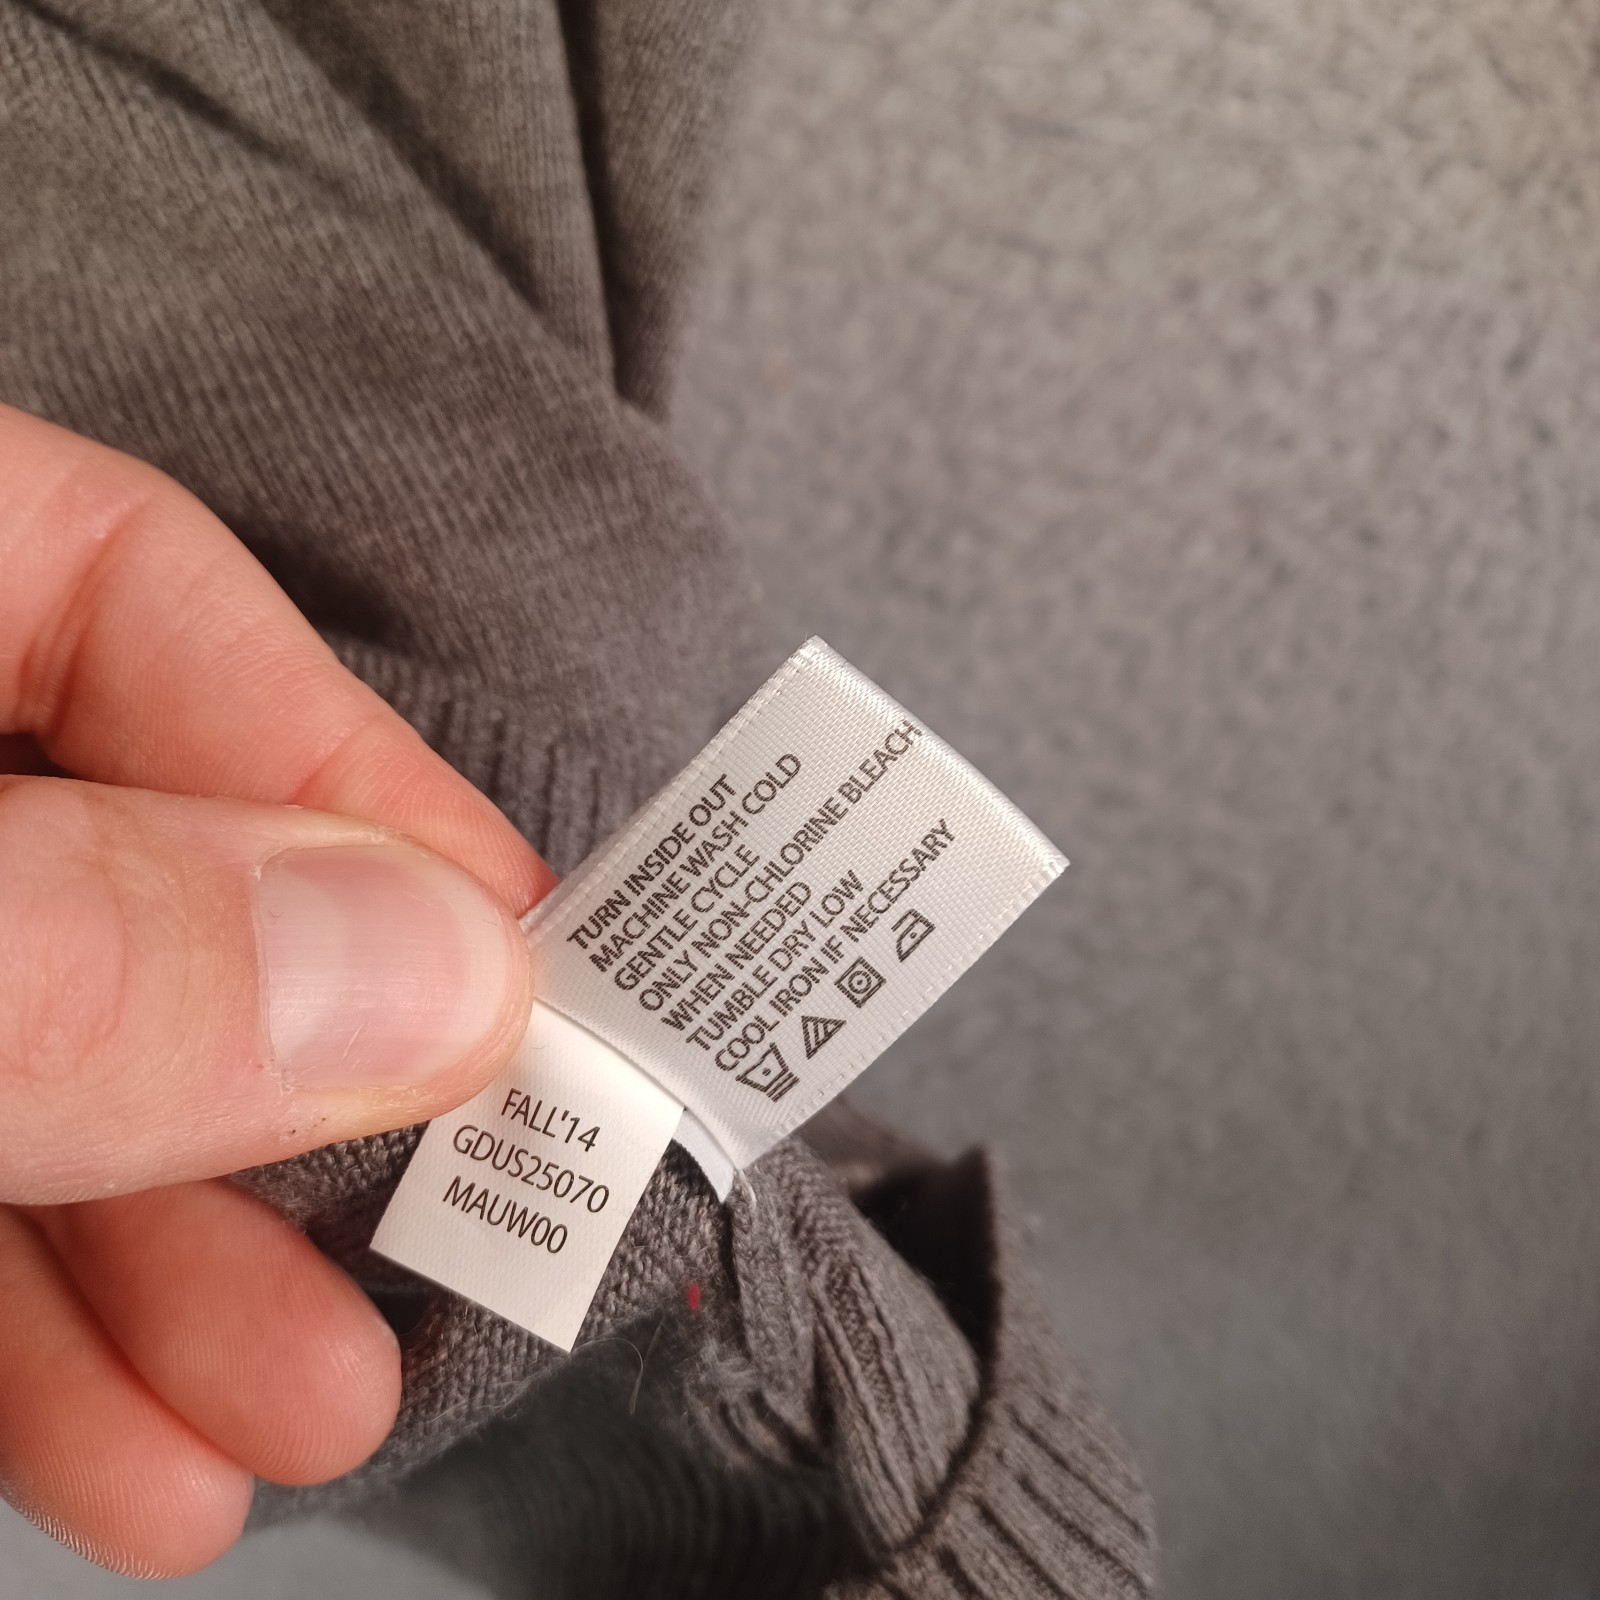 TURN INSIDE OUT
MACHINE WASH COLD
GENTLE CYCLE
ONLY NON-CHLORINE BLEACH
WHEN NEEDED
TUMBLE DRY LOW
COOL IRON IF NECESSARY
FALL'14
GDUS25070
MAUW00